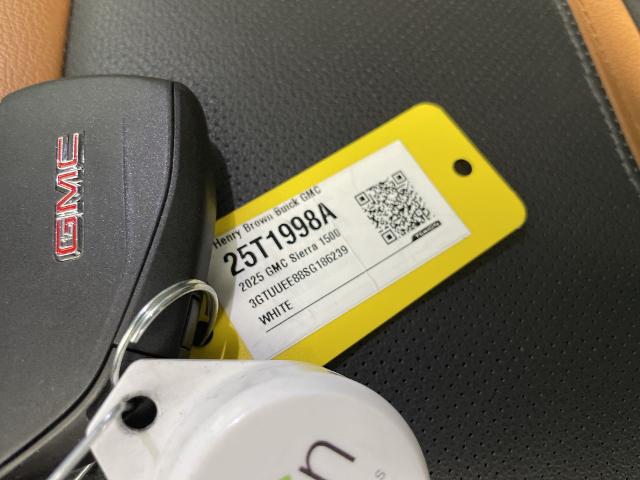 GMC
Henry Brown Buick GMC
25T1998A
2025 GMC Sierra 1500
3GTUUEE88SG186239
WHITE